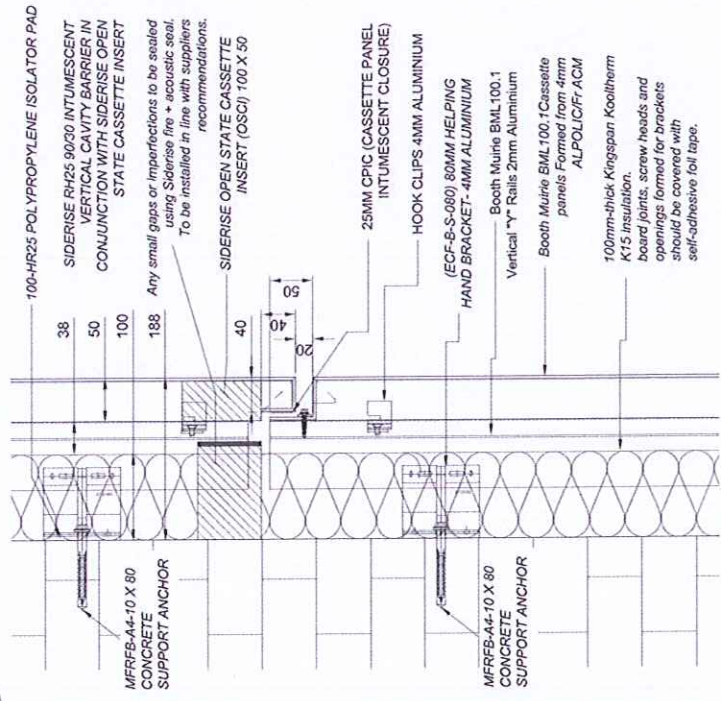 100-HR25 POLYPROPYLENE ISOLATOR PAD
SIDERISE RH25 90/30 INTUMESCENT
VERTICAL CAVITY BARRIER IN
CONJUNCTION WITH SIDERISE OPEN
STATE CASSETTE INSERT
38
50
100
188
Any small gaps or imperfections to be sealed
using Siderise fire + acoustic seal.
To be installed in line with suppliers
recommendations.
SIDERISE OPEN STATE CASSETTE
INSERT (OSCI) 100 X 50
40
50
40
20
25MM CPIC (CASSETTE PANEL
INTUMESCENT CLOSURE)
HOOK CLIPS 4MM ALUMINIUM
(ECF-B-S-080) 80MM HELPING
HAND BRACKET- 4MM ALUMINIUM
Booth Muirie BML100.1
Vertical "Y" Rails 2mm Aluminium
Booth Muirie BML100.1Cassette
panels Formed from 4mm
ALPOLIC/Fr ACM
100mm-thick Kingspan Kooltherm
K15 insulation.
board joints, screw heads and
openings formed for brackets
should be covered with
self-adhesive foil tape.
MFRFB-A4-10 X 80
CONCRETE
SUPPORT ANCHOR
MFRFB-A4-10 X 80
CONCRETE
SUPPORT ANCHOR